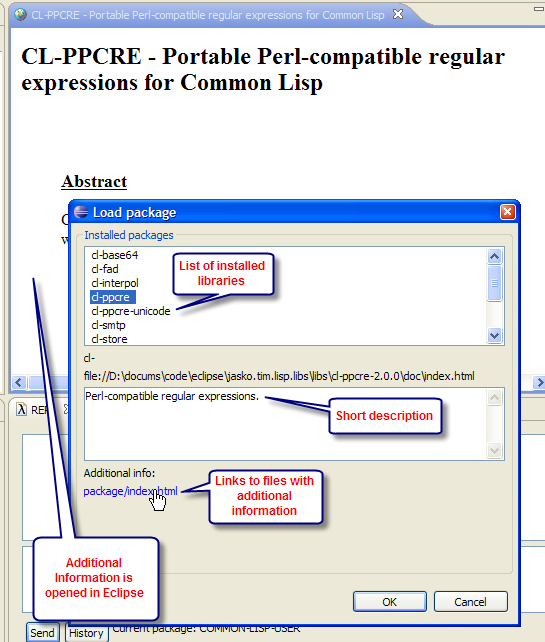 CL-PPCRE - Portable Perl-compatible regular expressions for Common Lisp
CL-PPCRE - Portable Perl-compatible regular
expressions for Common Lisp
Abstract
Load package
Installed packages
cl-base64
cl-fad
cl-interpol
cl-ppcre
cl-ppcre-unicode
cl-smtp
cl-store
List of installed
libraries
cl-
file://D:\docums\code\eclipse\jasko.tim.lisp.libs\libs\cl-ppcre-2.0.0\doc\index.html
Perl-compatible regular expressions.
Short description
Additional info:
package/index.html
Links to files with
additional
information
Additional
Information is
opened in Eclipse
OK
Cancel
Send
History
Current package: COMMON-LISP-USER